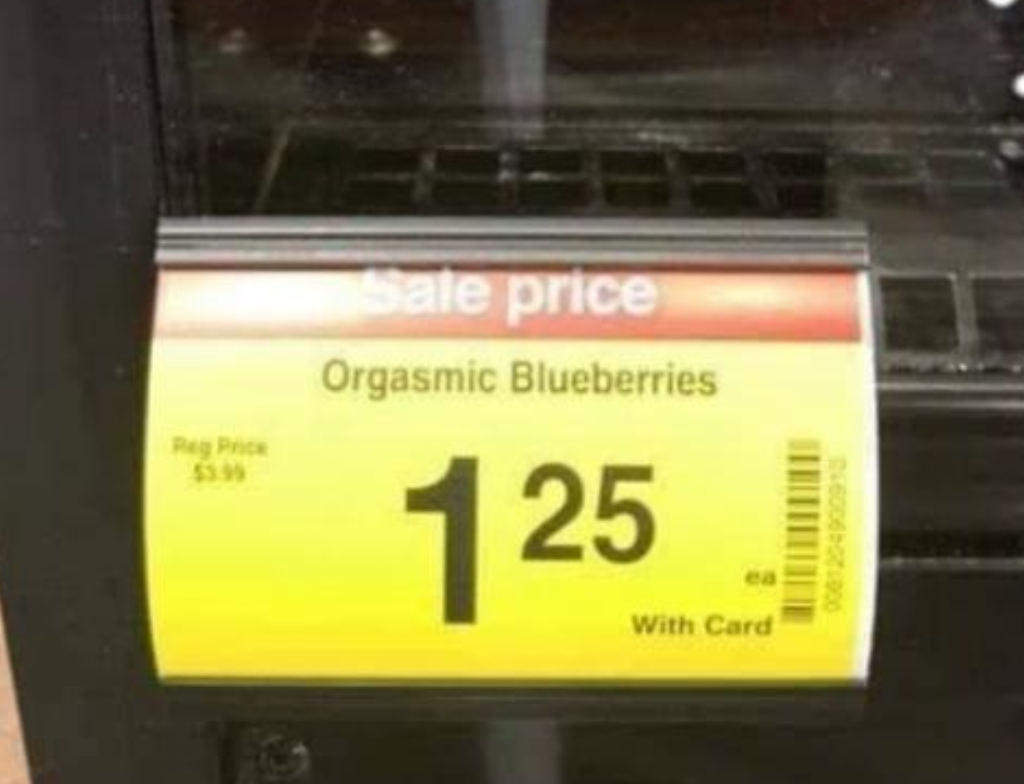 Sale price
Orgasmic Blueberries
Reg Price
$3.99
1 25
ea
With Card